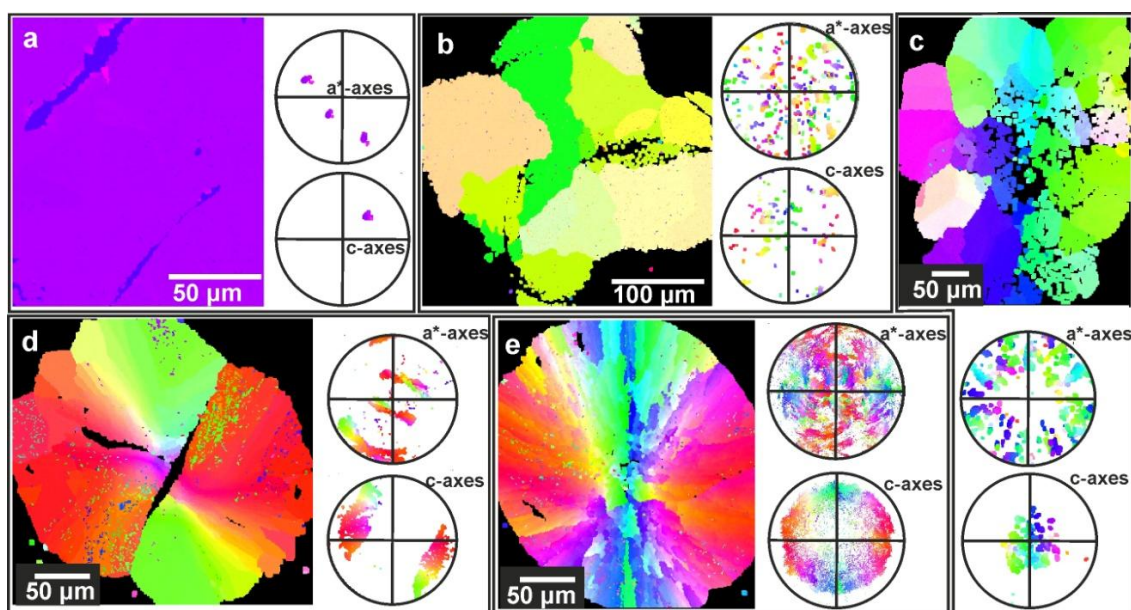 a
a*-axes
c-axes
50 µm
b
a*-axes
c-axes
100 µm
c
50 µm
d
a*-axes
c-axes
50 µm
e
a*-axes
c-axes
50 µm
a*-axes
c-axes